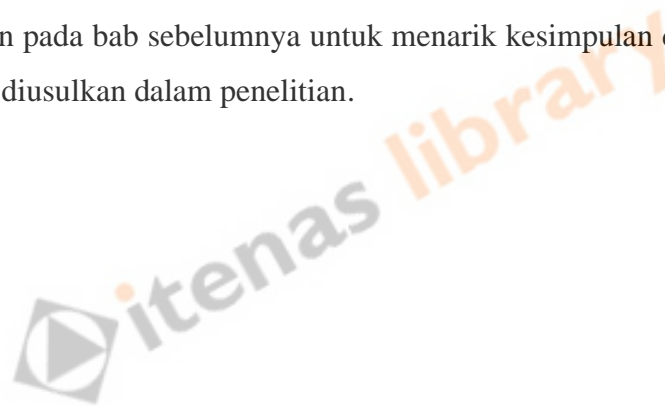 n pada bab sebelumnya untuk menarik kesimpulan
diusulkan dalam penelitian.
itenas library